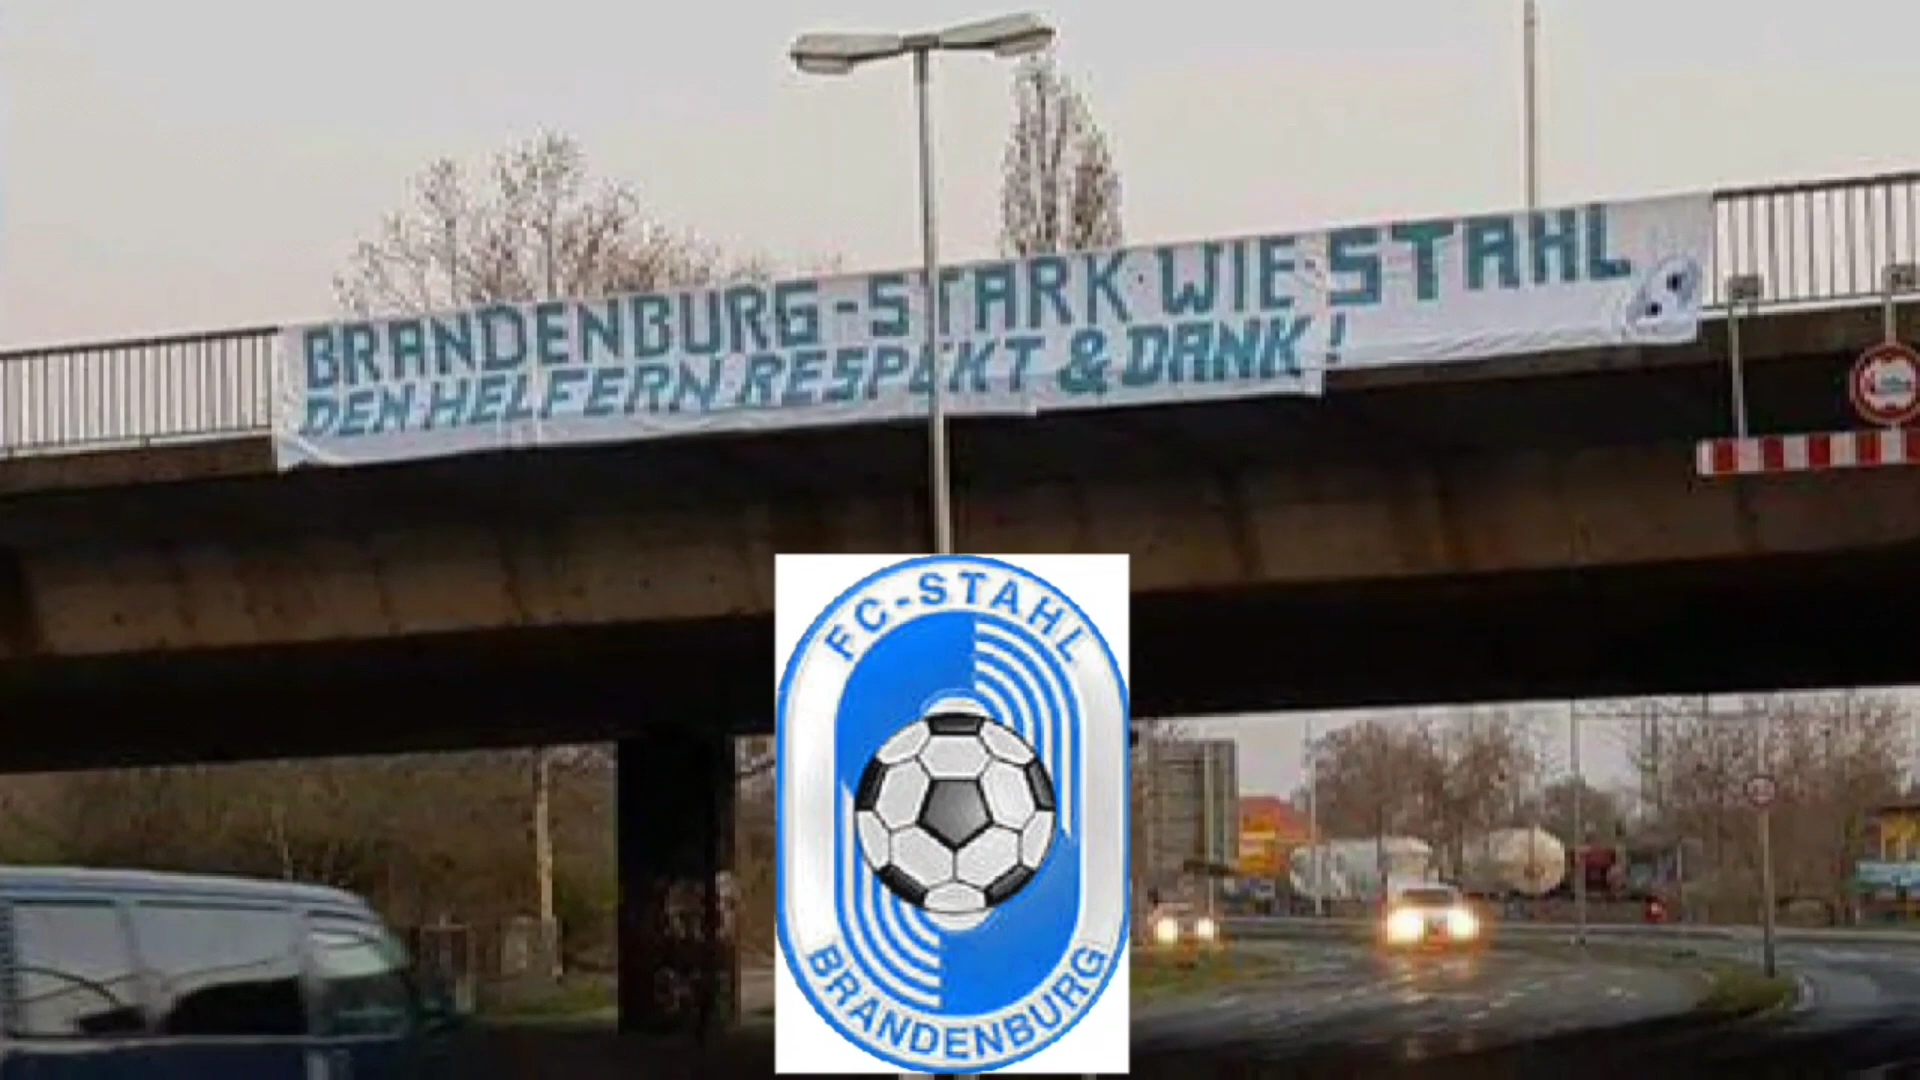 BRANDENBURG-STARK WIE STAHL
DEN HELFERN RESPEKT & DANK!
FC-STAHL
BRANDENBURG